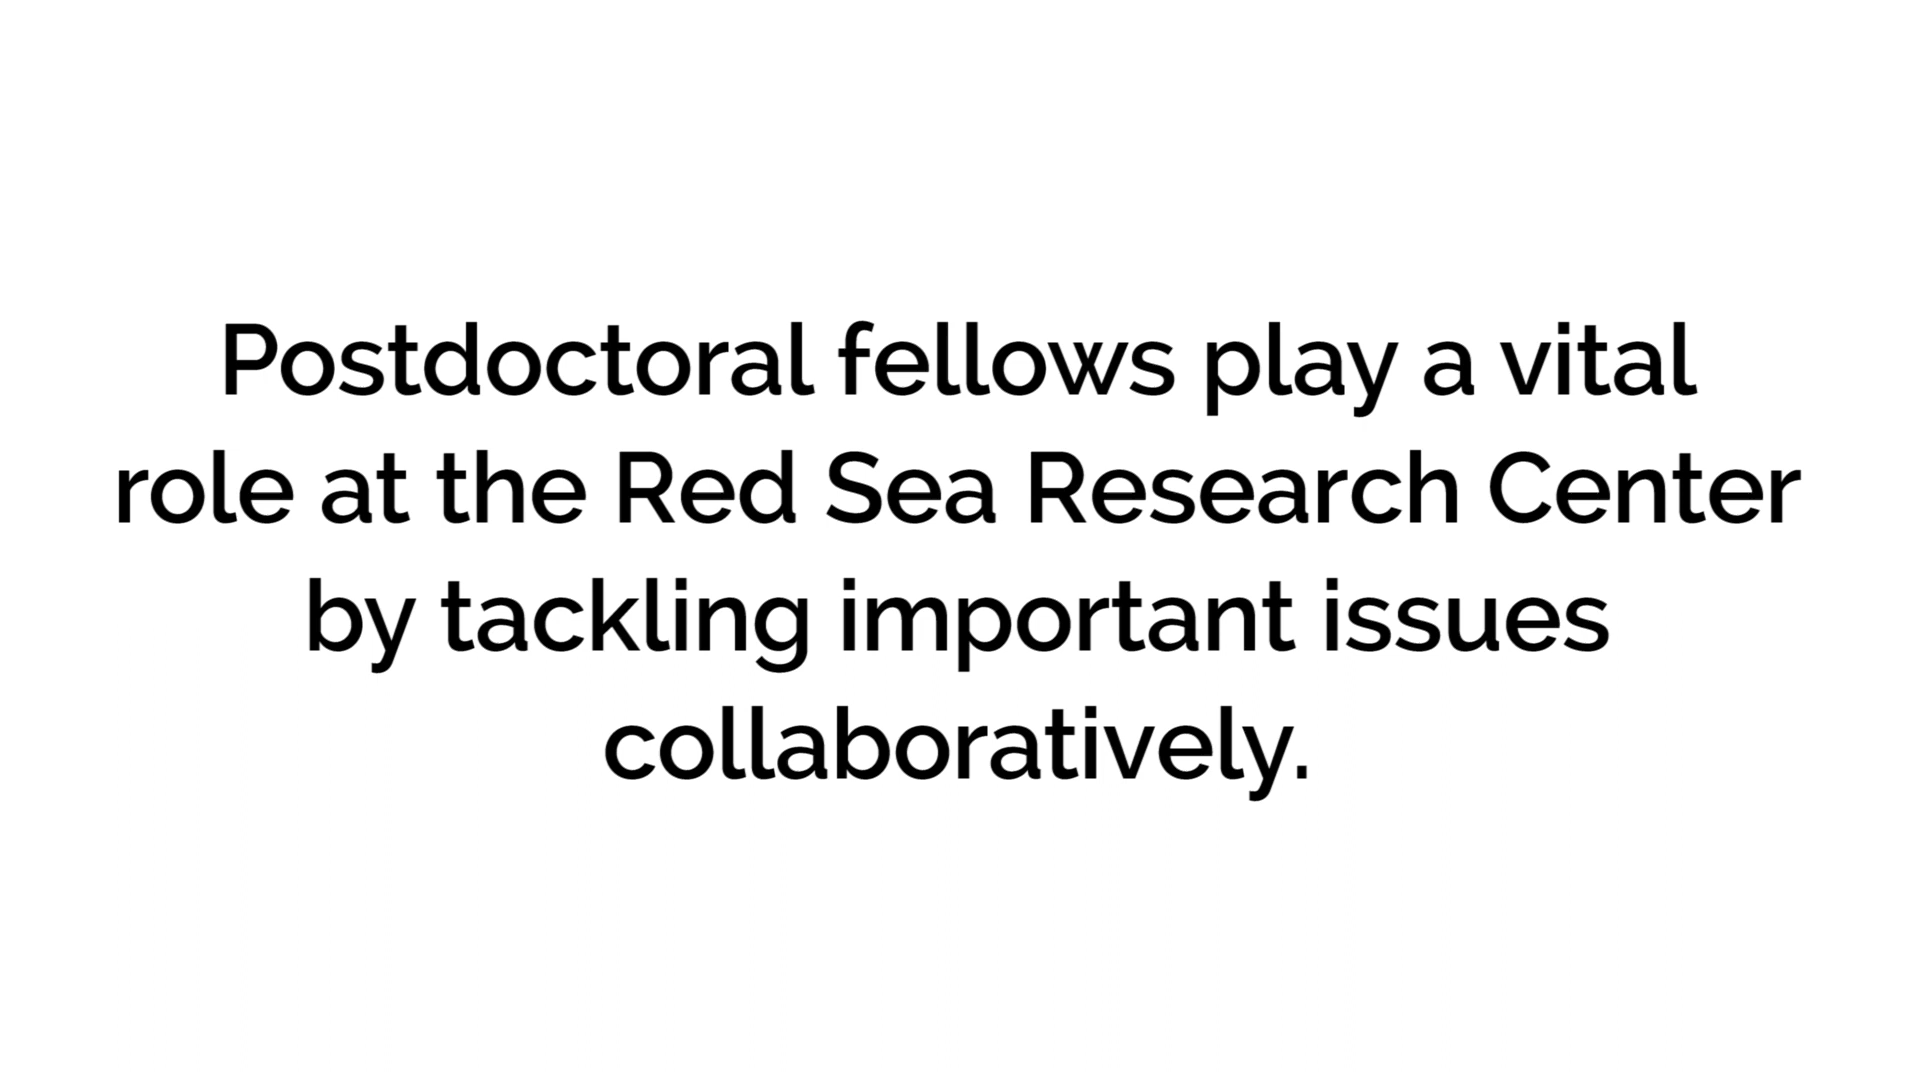 Postdoctoral fellows play a vital
role at the Red Sea Research Center
by tackling important issues
collaboratively.